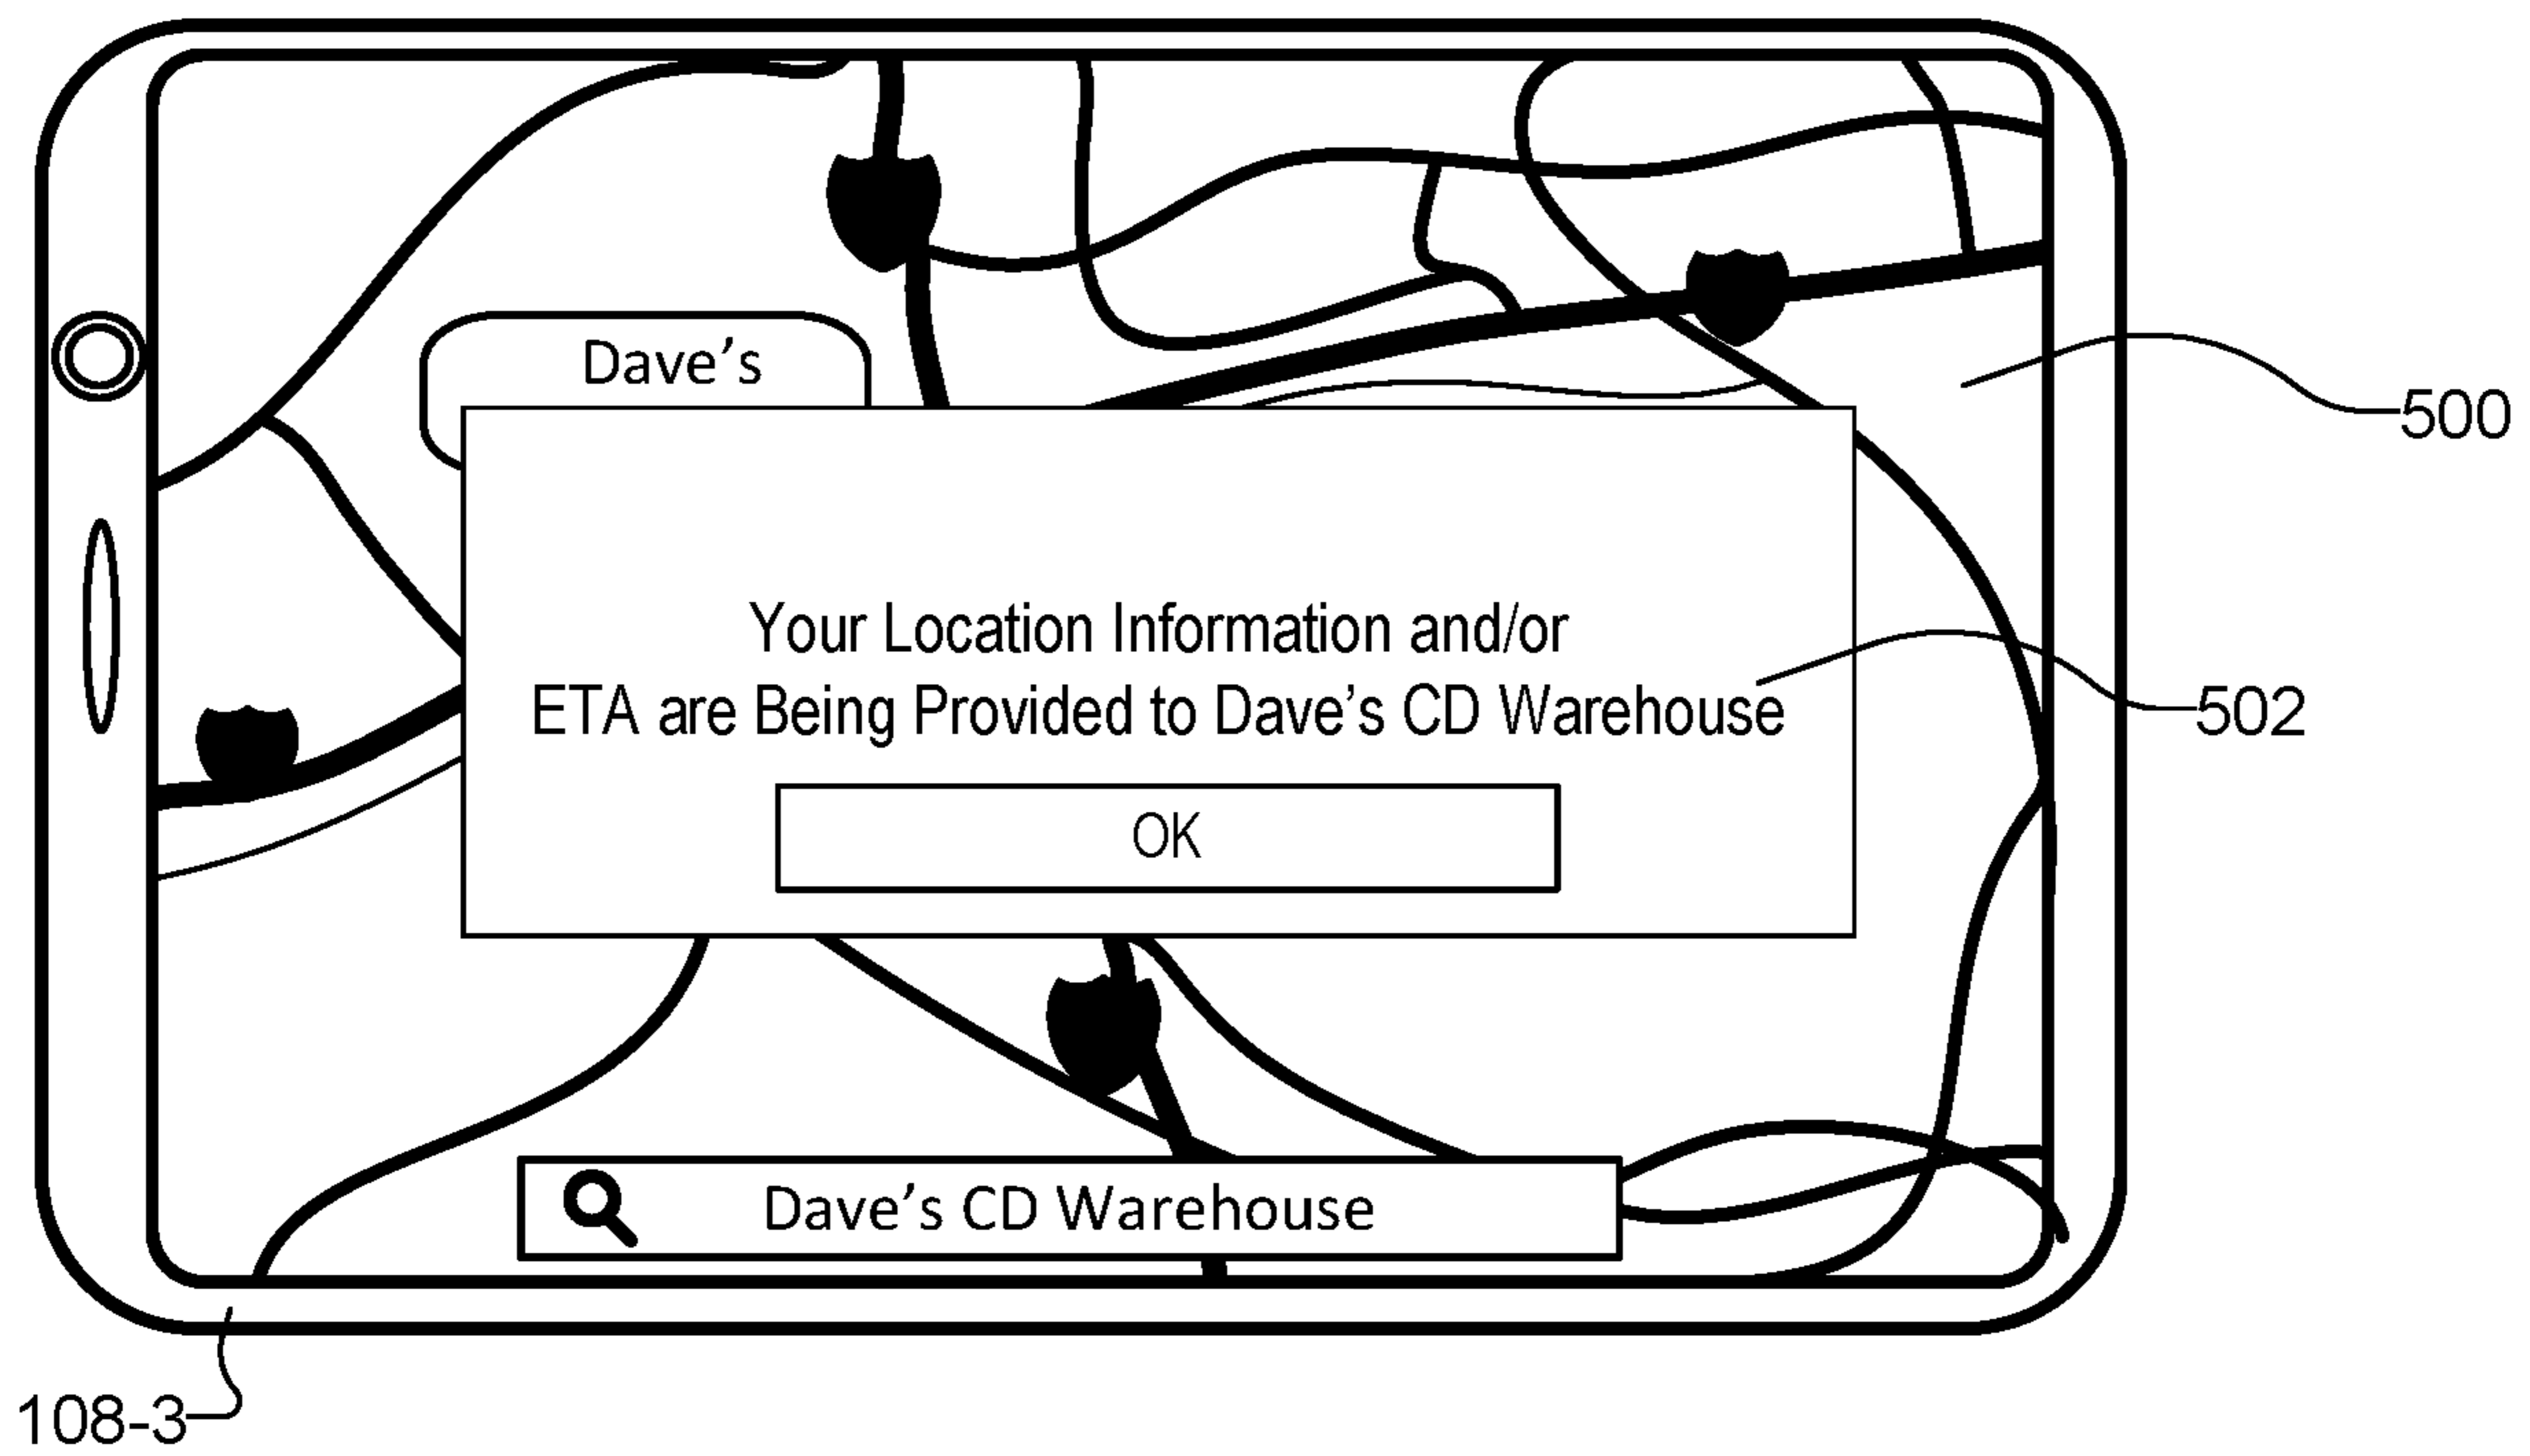 Dave's
500
Your Location Information and/or
ETA are Being Provided to Dave's CD Warehouse
502
OK
Dave's CD Warehouse
108-3